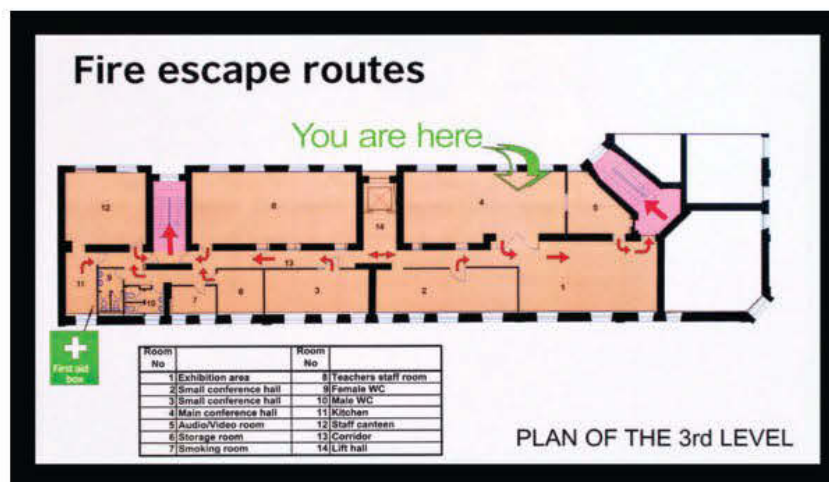 Fire escape routes
You are here
12
4
5
14
13
11
9
10
7
3
2
1
First aid
box
Room No Room No
1 Exhibition area 8 Teachers staff room
2 Small conference hall 9 Female WC
3 Small conference hall 10 Male WC
4 Main conference hall 11 Kitchen
5 Audio/Video room 12 Staff canteen
6 Storage room 13 Corridor
7 Smoking room 14 Lift hall
PLAN OF THE 3rd LEVEL